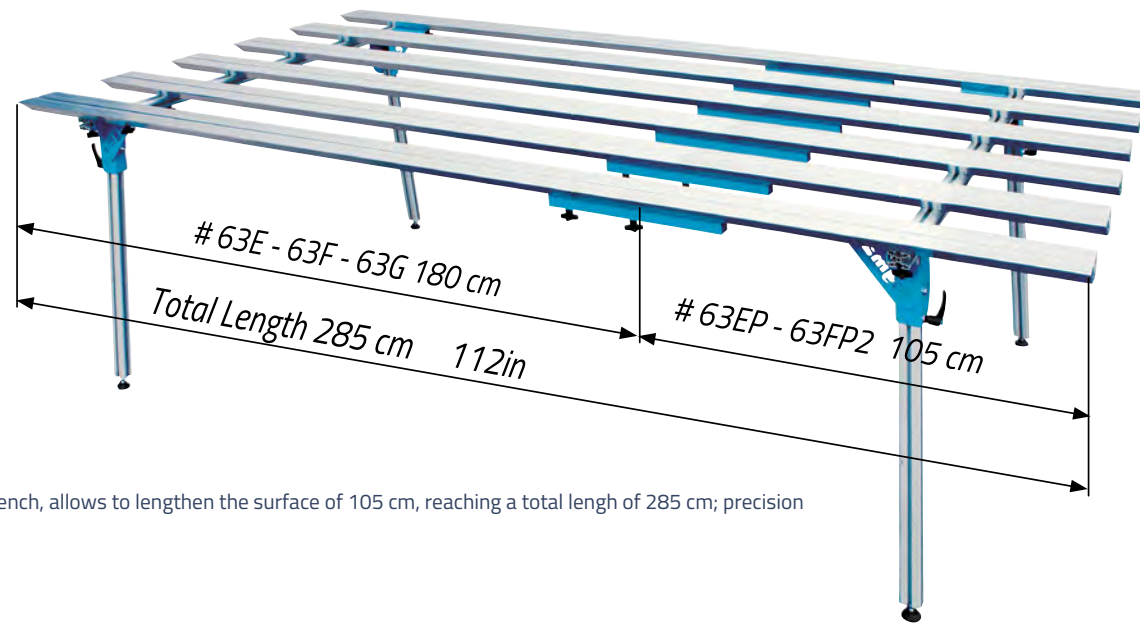 # 63E - 63F - 63G 180 cm
# 63EP - 63FP2 105 cm
Total Length 285 cm 112in
ench, allows to lengthen the surface of 105 cm, reaching a total lengh of 285 cm; precision